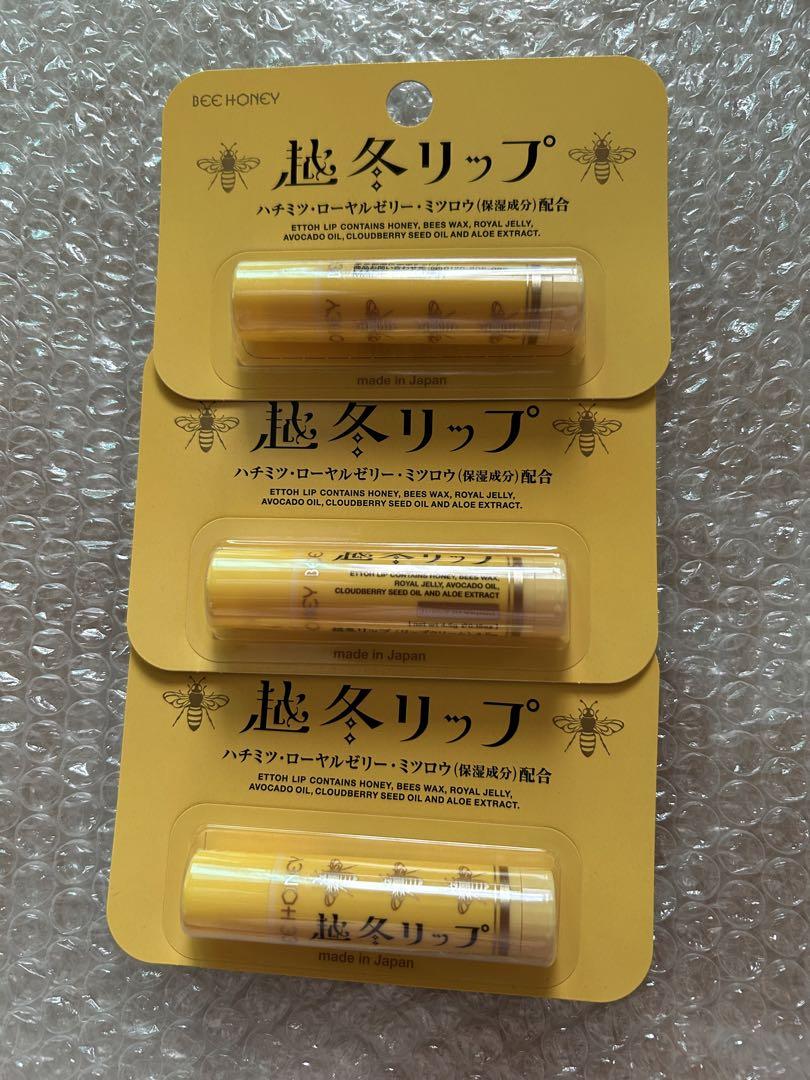 BEE HONEY
越冬リップ
ハチミツ・ローヤルゼリー・ミツロウ(保湿成分)配合
ETTOH LIP CONTAINS HONEY, BEES WAX, ROYAL JELLY,
AVOCADO OIL, CLOUDBERRY SEED OIL AND ALOE EXTRACT.
made in Japan
越冬リップ
ハチミツ・ローヤルゼリー・ミツロウ(保湿成分)配合
ETTOH LIP CONTAINS HONEY, BEES WAX, ROYAL JELLY,
AVOCADO OIL, CLOUDBERRY SEED OIL AND ALOE EXTRACT.
越冬リップ
ETTOH LIP CONTAINS HONEY, BEES WAX,
ROYAL JELLY, AVOCADO OIL,
CLOUDBERRY SEED OIL AND ALOE EXTRACT
made in Japan
越冬リップ
ハチミツ・ローヤルゼリー・ミツロウ(保湿成分)配合
ETTOH LIP CONTAINS HONEY, BEES WAX, ROYAL JELLY,
AVOCADO OIL, CLOUDBERRY SEED OIL AND ALOE EXTRACT.
BEE HONEY
越冬リップ
made in Japan